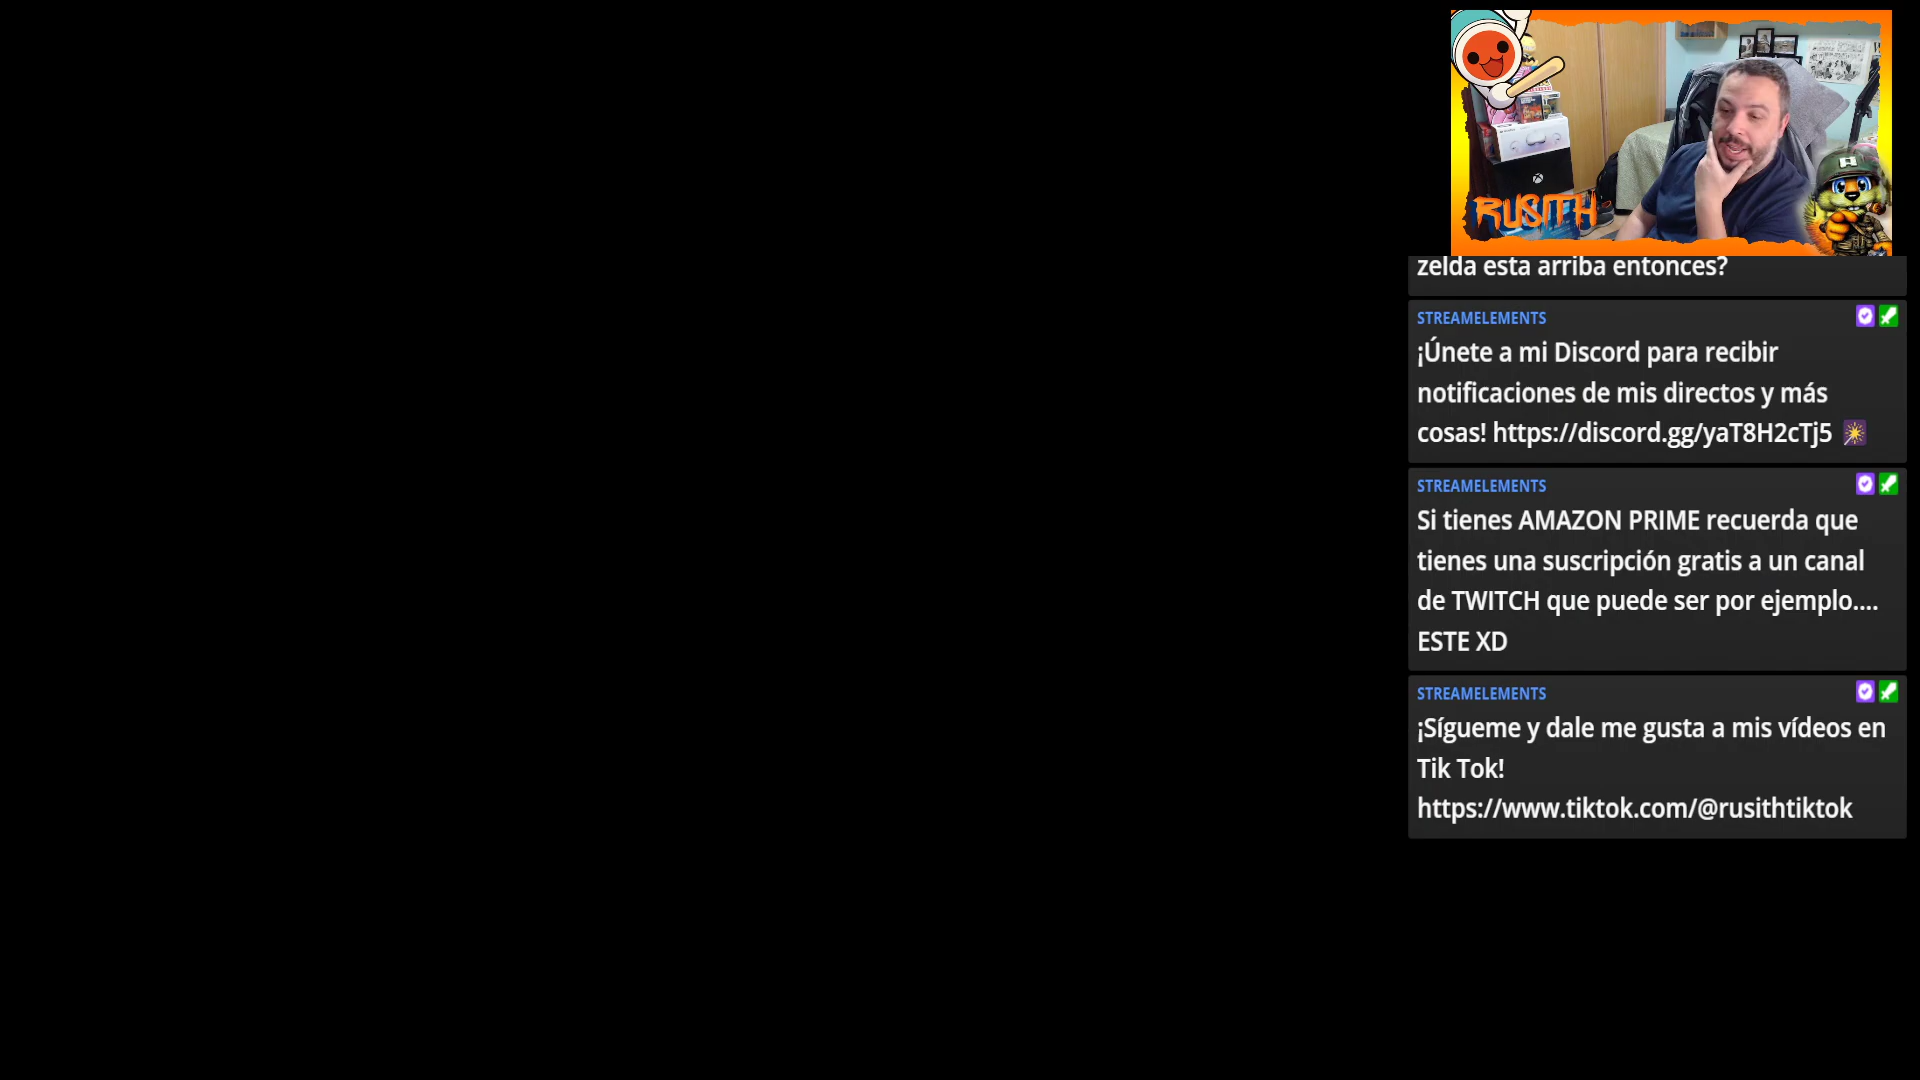 RUSITH
zelda esta arriba entonces?
STREAMELEMENTS
¡Únete a mi Discord para recibir
notificaciones de mis directos y más
cosas! https://discord.gg/yaT8H2cTj5
STREAMELEMENTS
Si tienes AMAZON PRIME recuerda que
tienes una suscripción gratis a un canal
de TWITCH que puede ser por ejemplo....
ESTE XD
STREAMELEMENTS
¡Sígueme y dale me gusta a mis vídeos en
Tik Tok!
https://www.tiktok.com/@rusithtiktok